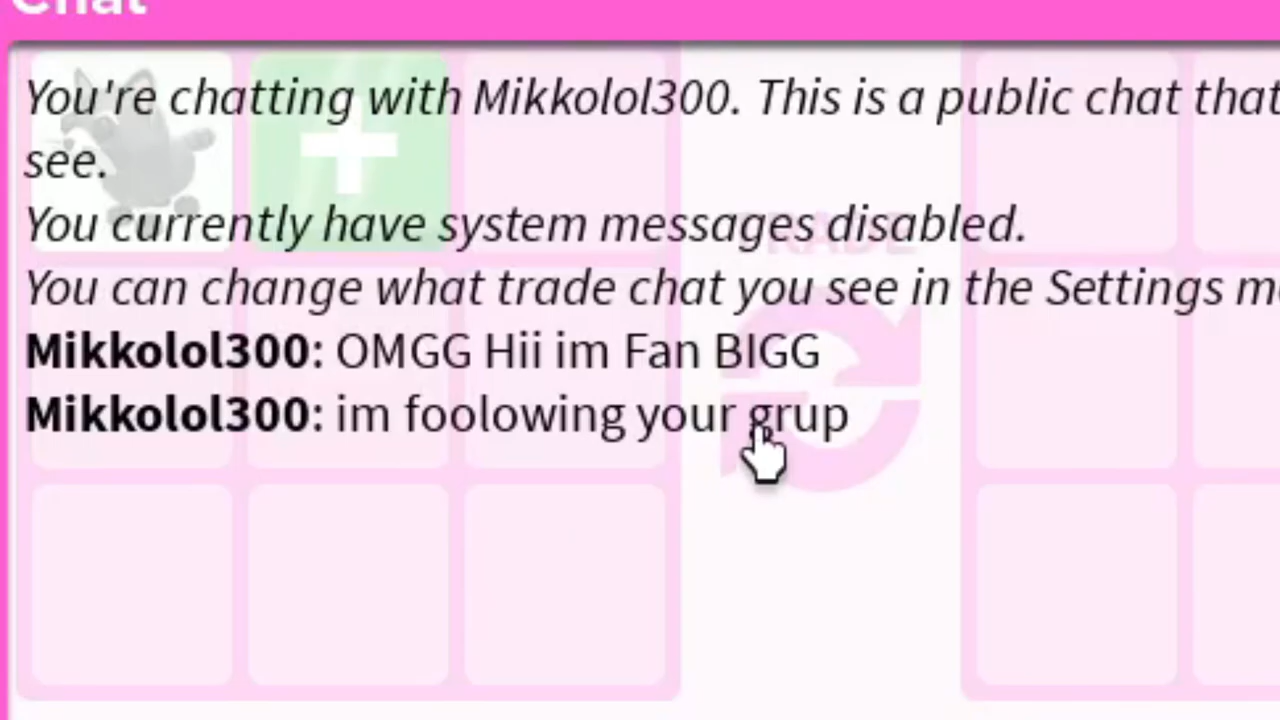 Chat
You're chatting with Mikkolol300. This is a public chat that
see.
You currently have system messages disabled.
You can change what trade chat you see in the Settings m
Mikkolol300: OMGG Hii im Fan BIGG
Mikkolol300: im foolowing your grup
TRADE